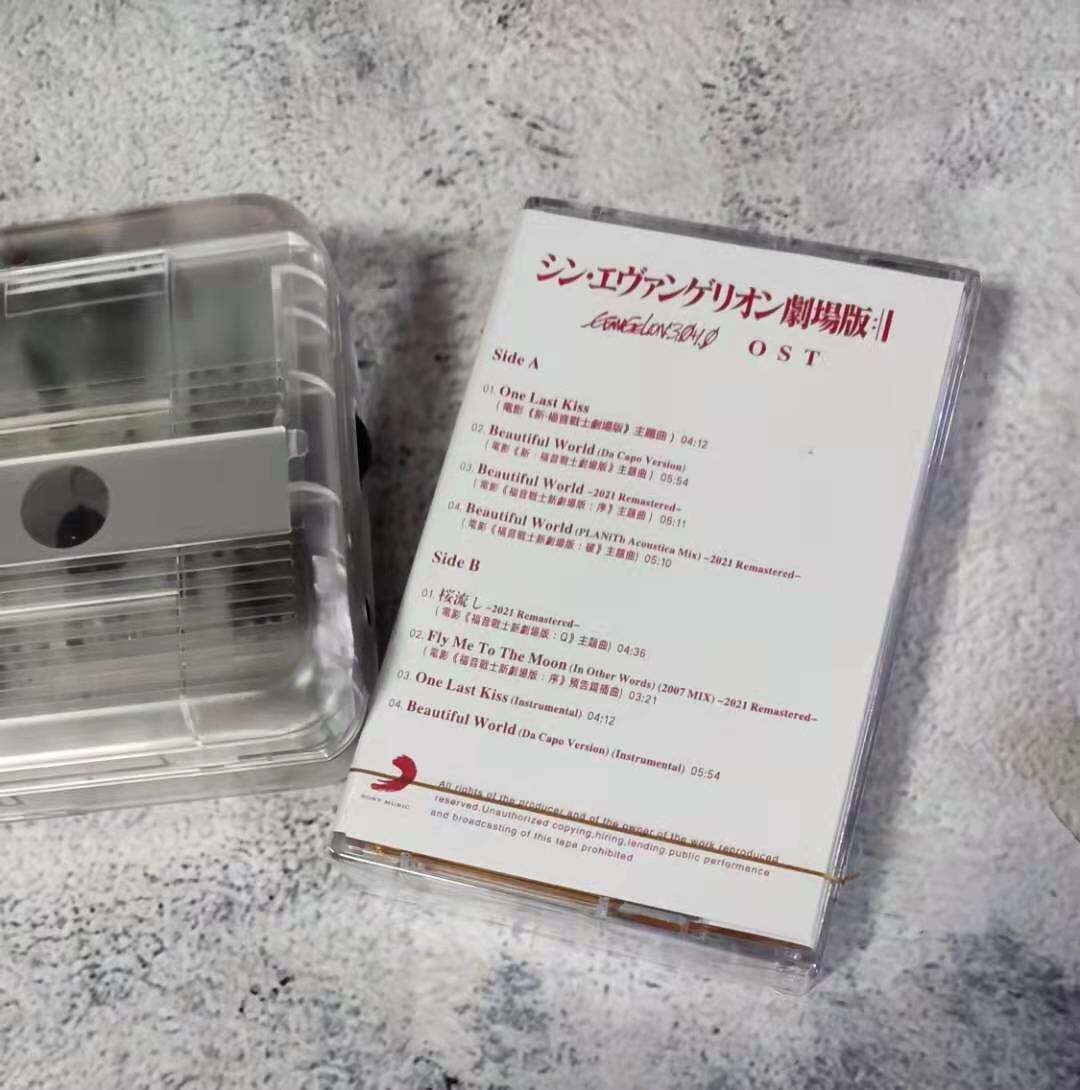 シン・エヴァンゲリオン劇場版:||
EVANGELION:3.0+1.0
OST
Side A
01. One Last Kiss
(電影《新·福音戰士劇場版》主題曲) 04:12
02. Beautiful World (Da Capo Version)
(電影《新·福音戰士劇場版》主題曲) 05:54
03. Beautiful World -2021 Remastered-
(電影《福音戰士新劇場版:序》主題曲) 05:11
04. Beautiful World (PLANiTb Acoustica Mix) -2021 Remastered-
(電影《福音戰士新劇場版:破》主題曲) 05:10
Side B
01. 桜流し -2021 Remastered-
(電影《福音戰士新劇場版:Q》主題曲) 04:36
02. Fly Me To The Moon (In Other Words) (2007 MIX) -2021 Remastered-
(電影《福音戰士新劇場版:序》預告篇插曲) 03:21
03. One Last Kiss (Instrumental) 04:12
04. Beautiful World (Da Capo Version) (Instrumental) 05:54
SONY MUSIC
All rights of the producer and of the owner of the work reproduced
reserved.Unauthorized copying,hiring,lending.public performance
and broadcasting of this tape prohibited